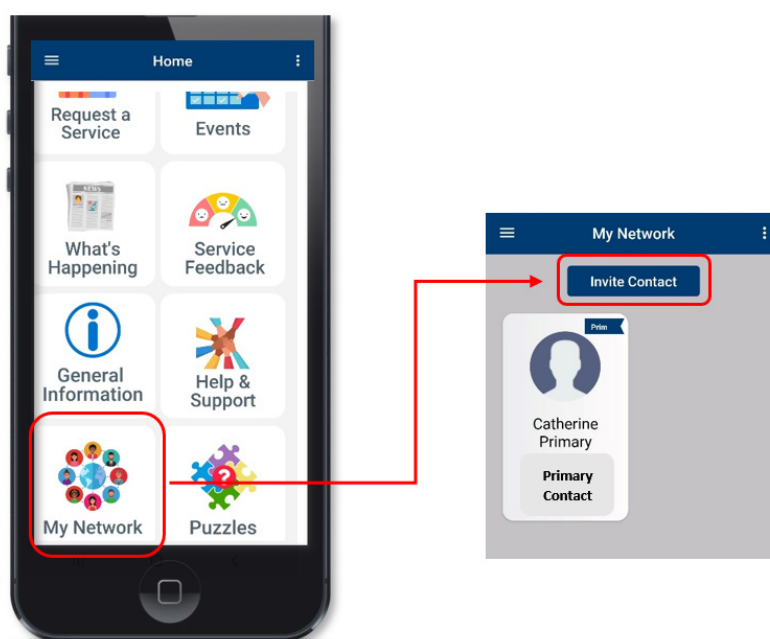 Home
Request a
Service
Events
NEWS
What's
Happening
Service
Feedback
General
Information
Help &
Support
My Network
Puzzles
My Network
Invite Contact
Prim
Catherine
Primary
Primary
Contact